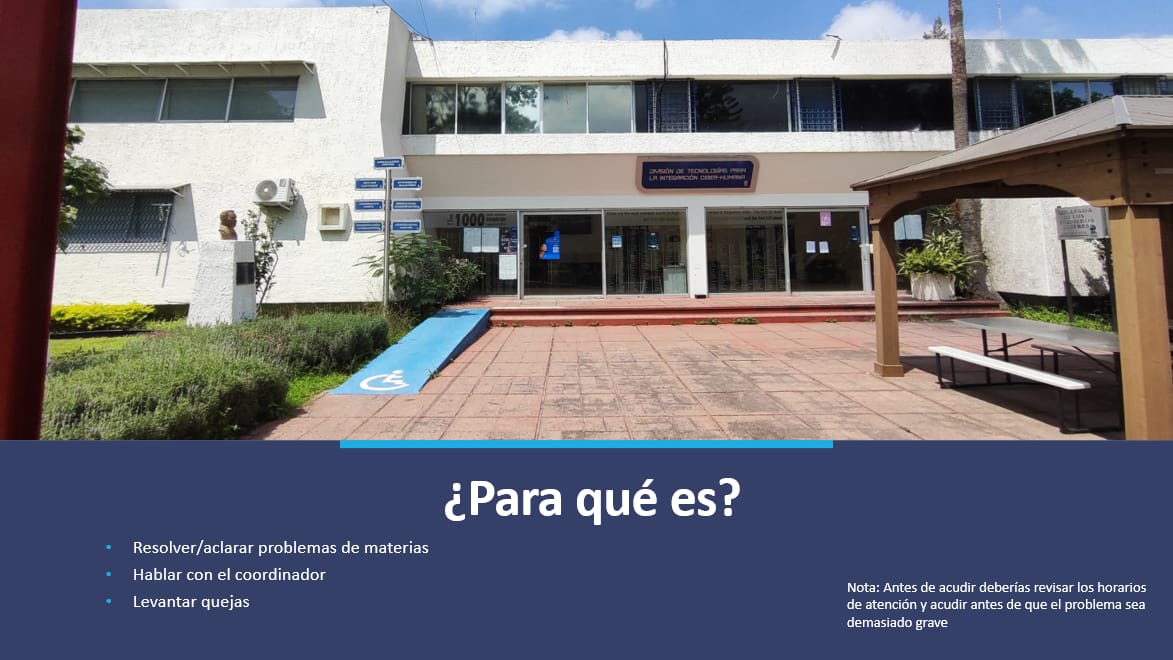 DIVISIÓN DE TECNOLOGÍAS PARA
LA INTEGRACIÓN CIBER-HUMANA
1000
¿Para qué es?
• Resolver/aclarar problemas de materias
• Hablar con el coordinador
• Levantar quejas
Nota: Antes de acudir deberías revisar los horarios
de atención y acudir antes de que el problema sea
demasiado grave